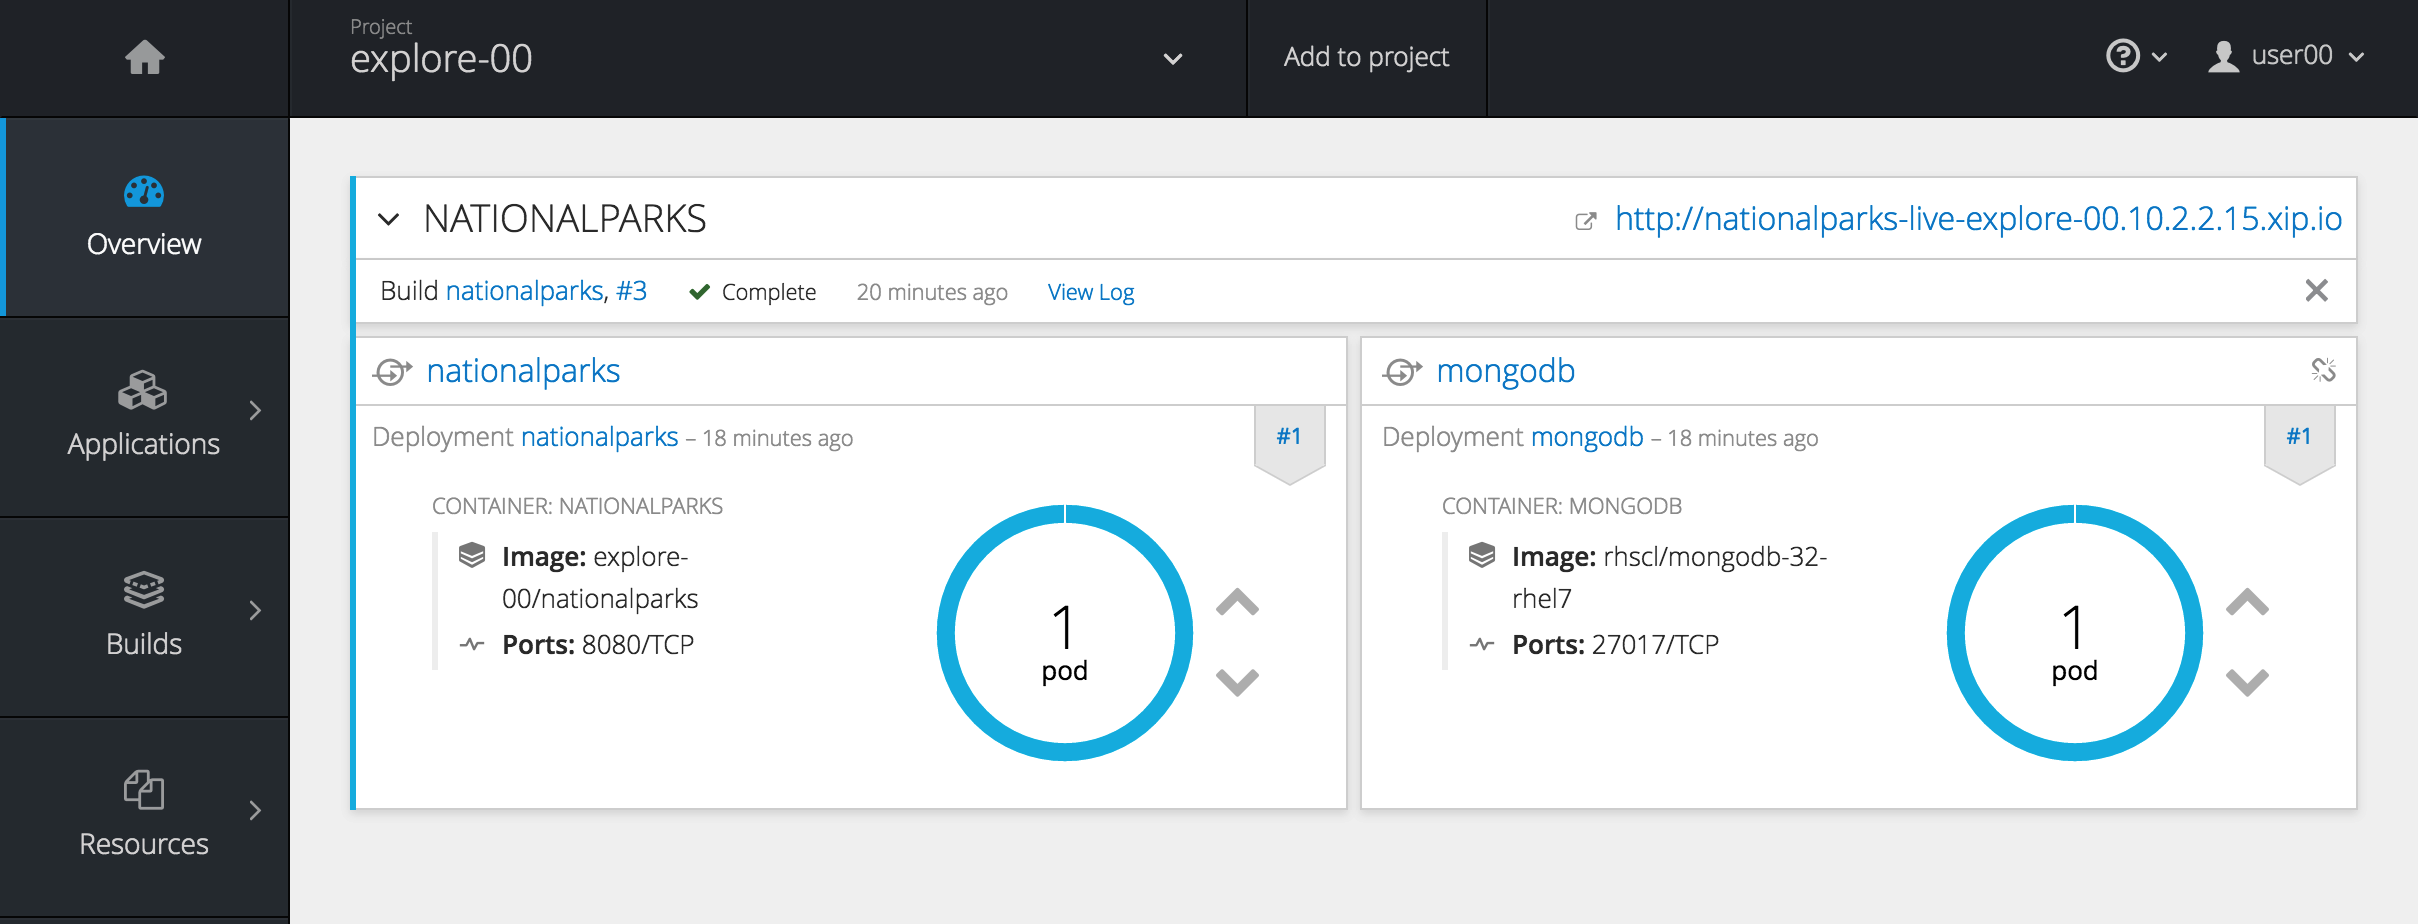 Project
explore-00
Add to project
user00
Overview
Applications
Builds
Resources
NATIONALPARKS
http://nationalparks-live-explore-00.10.2.2.15.xip.io
Build nationalparks, #3 Complete 20 minutes ago View Log
nationalparks
Deployment nationalparks – 18 minutes ago
#1
CONTAINER: NATIONALPARKS
Image: explore-
00/nationalparks
Ports: 8080/TCP
1
pod
mongodb
Deployment mongodb – 18 minutes ago
#1
CONTAINER: MONGODB
Image: rhscl/mongodb-32-
rhel7
Ports: 27017/TCP
1
pod